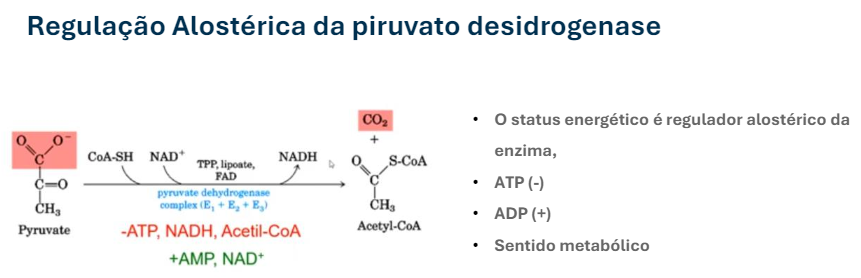 Regulação Alostérica da piruvato desidrogenase
CO₂
+
O O⁻
C
C=O
CH₃
Pyruvate
CoA-SH NAD⁺ TPP, lipoate, FAD NADH
pyruvate dehydrogenase
complex (E₁ + E₂ + E₃)
O S-CoA
C
CH₃
Acetyl-CoA
-ATP, NADH, Acetil-CoA
+AMP, NAD⁺
• O status energético é regulador alostérico da
enzima,
• ATP (-)
• ADP (+)
• Sentido metabólico